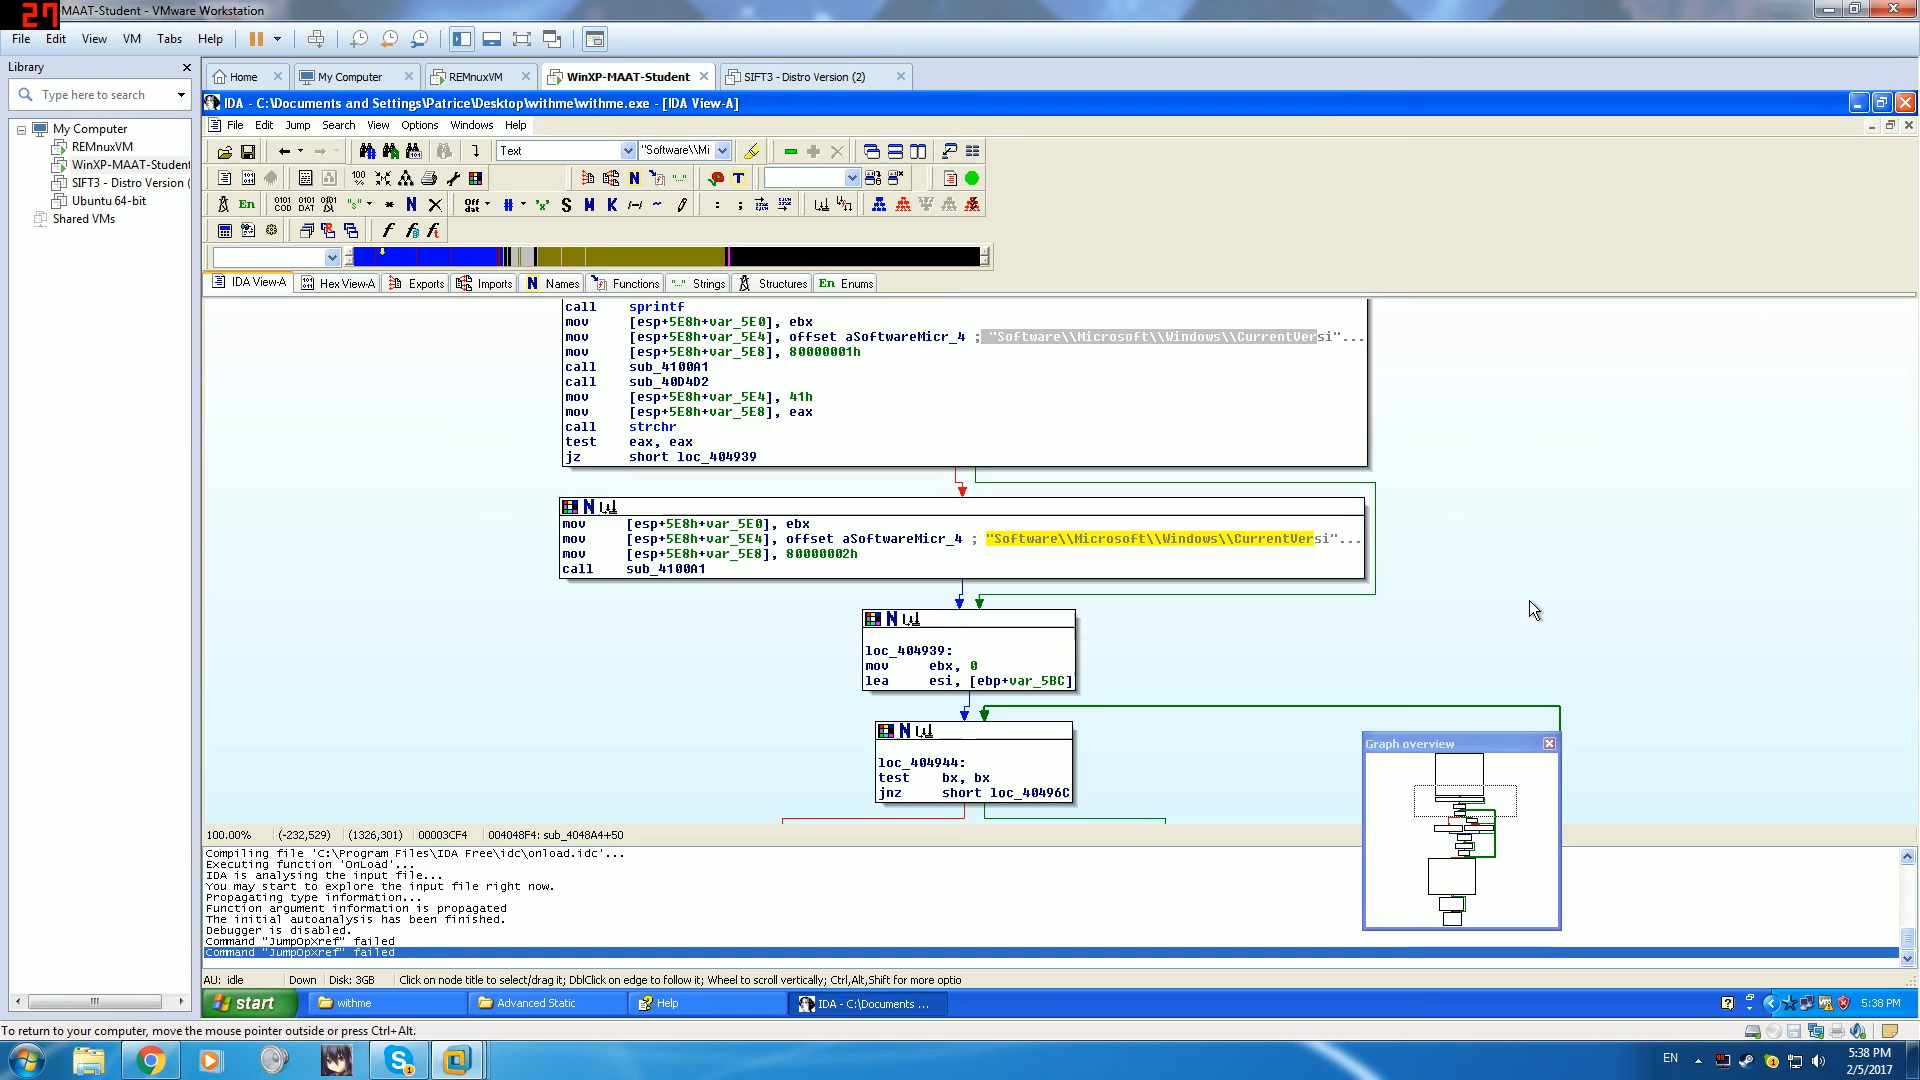 27
MAAT-Student - VMware Workstation
File Edit View VM Tabs Help
Library
Type here to search
My Computer
REMnuxVM
WinXP-MAAT-Student
SIFT3 - Distro Version (
Ubuntu 64-bit
Shared VMs
Home My Computer REMnuxVM WinXP-MAAT-Student SIFT3 - Distro Version (2)
IDA - C:\Documents and Settings\Patrice\Desktop\withme\withme.exe - [IDA View-A]
File Edit Jump Search View Options Windows Help
Text "Software\\Mi
IDA View-A Hex View-A Exports Imports N Names Functions Strings Structures En Enums
call sprintf
mov [esp+5E8h+var_5E0], ebx
mov [esp+5E8h+var_5E4], offset aSoftwareMicr_4 ; "Software\\Microsoft\\Windows\\CurrentVersi"...
mov [esp+5E8h+var_5E8], 80000001h
call sub_4100A1
call sub_40D4D2
mov [esp+5E8h+var_5E4], 41h
mov [esp+5E8h+var_5E8], eax
call strchr
test eax, eax
jz short loc_404939
mov [esp+5E8h+var_5E0], ebx
mov [esp+5E8h+var_5E4], offset aSoftwareMicr_4 ; "Software\\Microsoft\\Windows\\CurrentVersi"...
mov [esp+5E8h+var_5E8], 80000002h
call sub_4100A1
loc_404939:
mov ebx, 0
lea esi, [ebp+var_5BC]
loc_404944:
test bx, bx
jnz short loc_40496C
Graph overview
100.00% (-232,529) (1326,301) 00003CF4 004048F4: sub_4048A4+50
Compiling file 'C:\Program Files\IDA Free\idc\onload.idc'...
Executing function 'OnLoad'...
IDA is analysing the input file...
You may start to explore the input file right now.
Propagating type information...
Function argument information is propagated
The initial autoanalysis has been finished.
Debugger is disabled.
Command "JumpOpXref" failed
Command "JumpOpXref" failed
AU: idle Down Disk: 3GB Click on node title to select/drag it; DblClick on edge to follow it; Wheel to scroll vertically; Ctrl,Alt,Shift for more optio
start withme Advanced Static Help IDA - C:\Documents ... 5:38 PM
To return to your computer, move the mouse pointer outside or press Ctrl+Alt.
EN 5:38 PM
2/5/2017